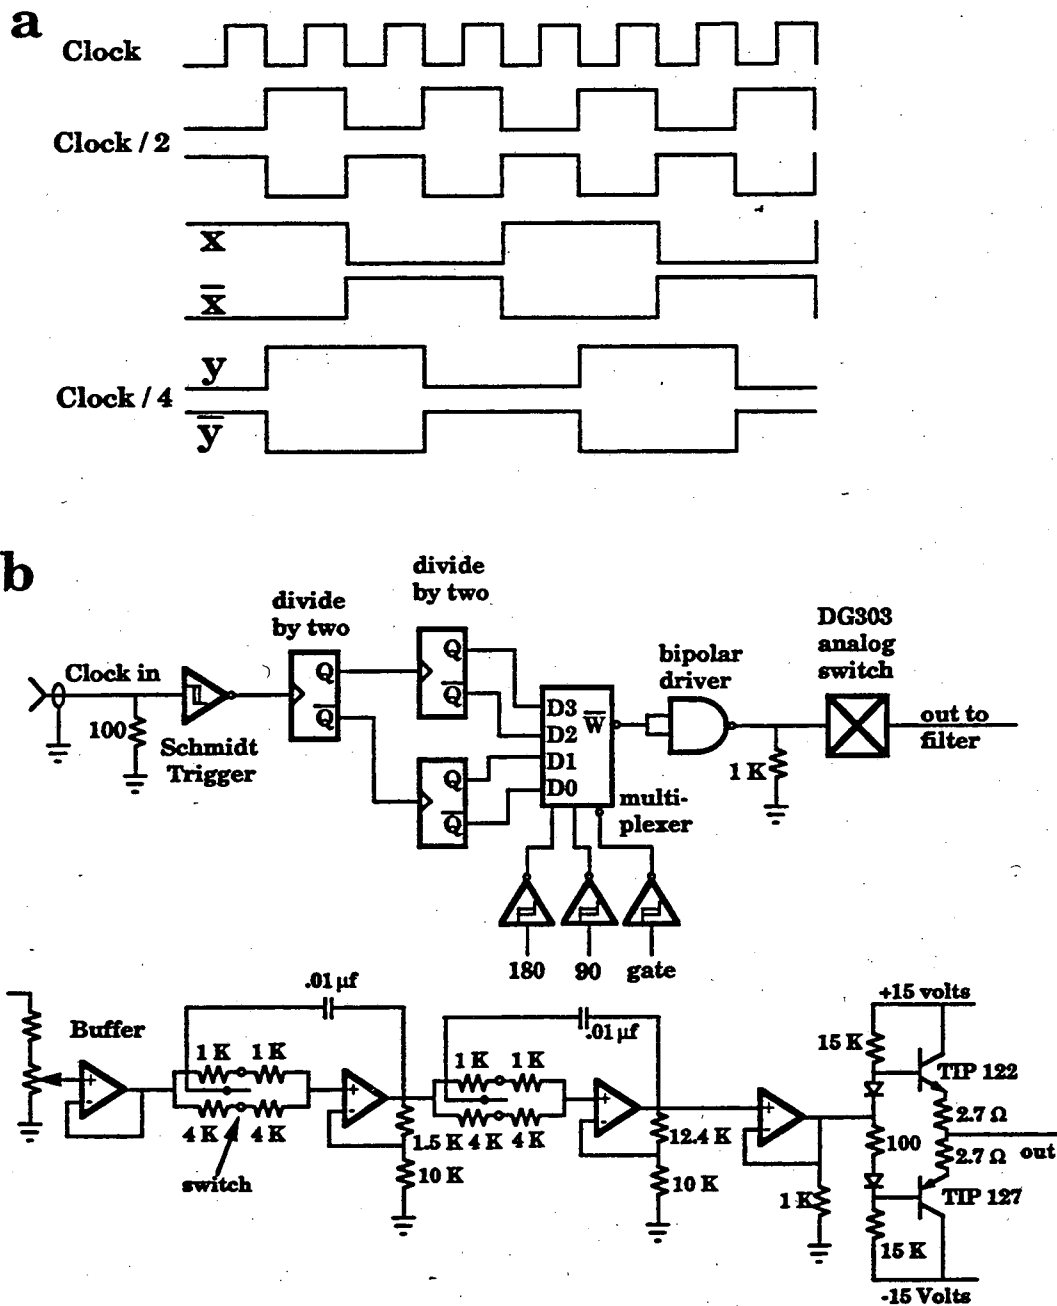 a
Clock
Clock / 2
x
x̅
y
Clock / 4
y̅
b
divide
by two
divide
by two
DG303
analog
switch
bipolar
driver
Clock in
Q
Q̅
Q
Q̅
Q
Q̅
D3
D2
D1
D0
W̅
out to
filter
100
Schmidt
Trigger
1 K
multi-
plexer
180
90
gate
.01 µf
.01 µf
+15 volts
Buffer
15 K
1 K
1 K
1 K
1 K
TIP 122
+
-
+
-
+
-
+
-
2.7 Ω
4 K
4 K
1.5 K
4 K
4 K
12.4 K
100
2.7 Ω
out
switch
10 K
10 K
1 K
TIP 127
15 K
-15 Volts